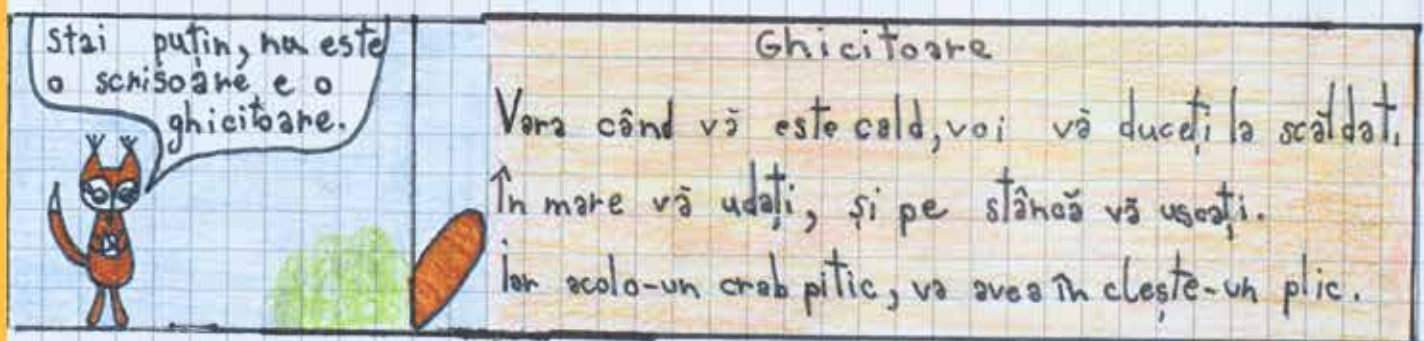 Stai puțin, nu este
o scrisoare e o
ghicitoare.
Ghicitoare
Vara când vă este cald, voi vă duceți la scăldat,
În mare vă udați, și pe stâncă vă uscați.
Iar acolo-un crab pitic, va avea în clește-un plic.